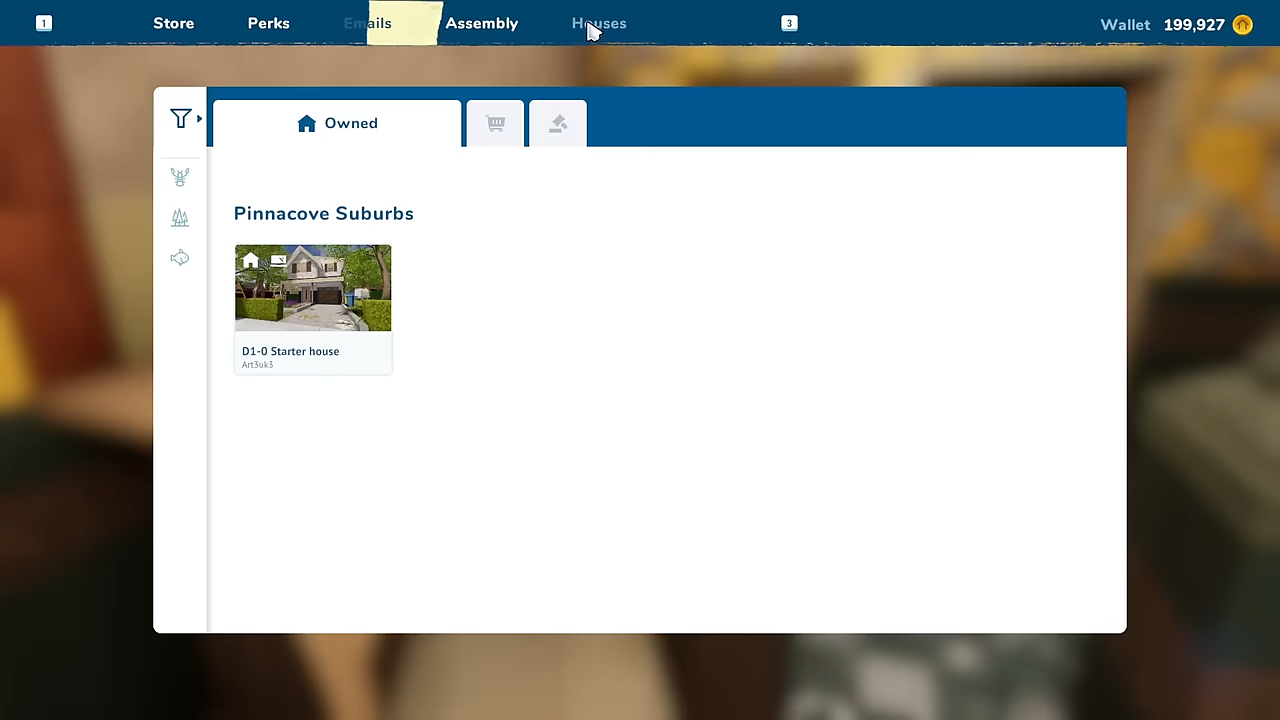 1 Store Perks Emails Assembly Houses 3 Wallet 199,927
Owned
Pinnacove Suburbs
D1-0 Starter house
Art3uk3